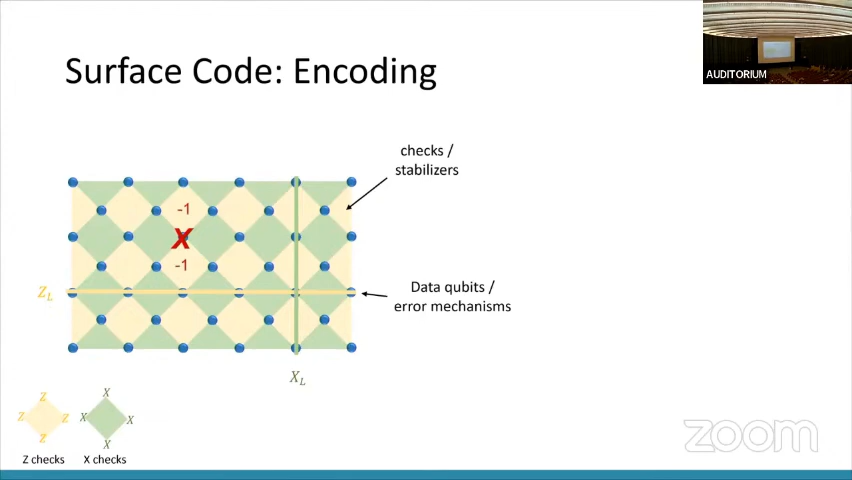 AUDITORIUM
Surface Code: Encoding
checks /
stabilizers
-1
X
-1
Data qubits /
error mechanisms
Z_L
X_L
Z
Z
Z
Z
X
X
X
X
Z checks
X checks
zoom